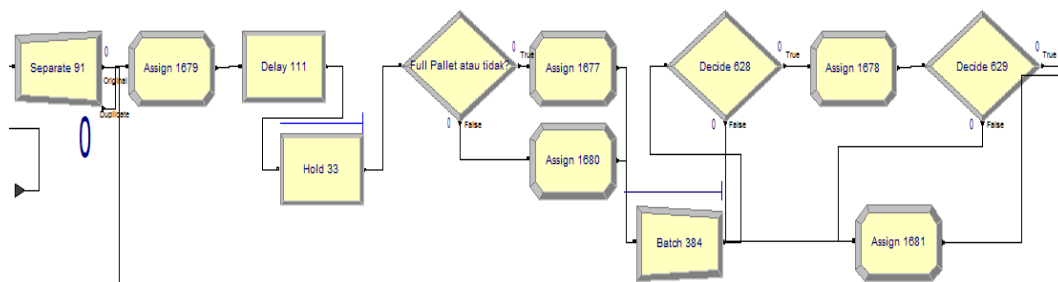 Separate 91
0
Original
Duplicate
0
Assign 1679
Delay 111
Hold 33
Full Pallet atau tidak?
0
True
0
False
Assign 1677
Assign 1680
Batch 384
Decide 628
0
True
0
False
Assign 1678
Decide 629
0
True
0
False
Assign 1681